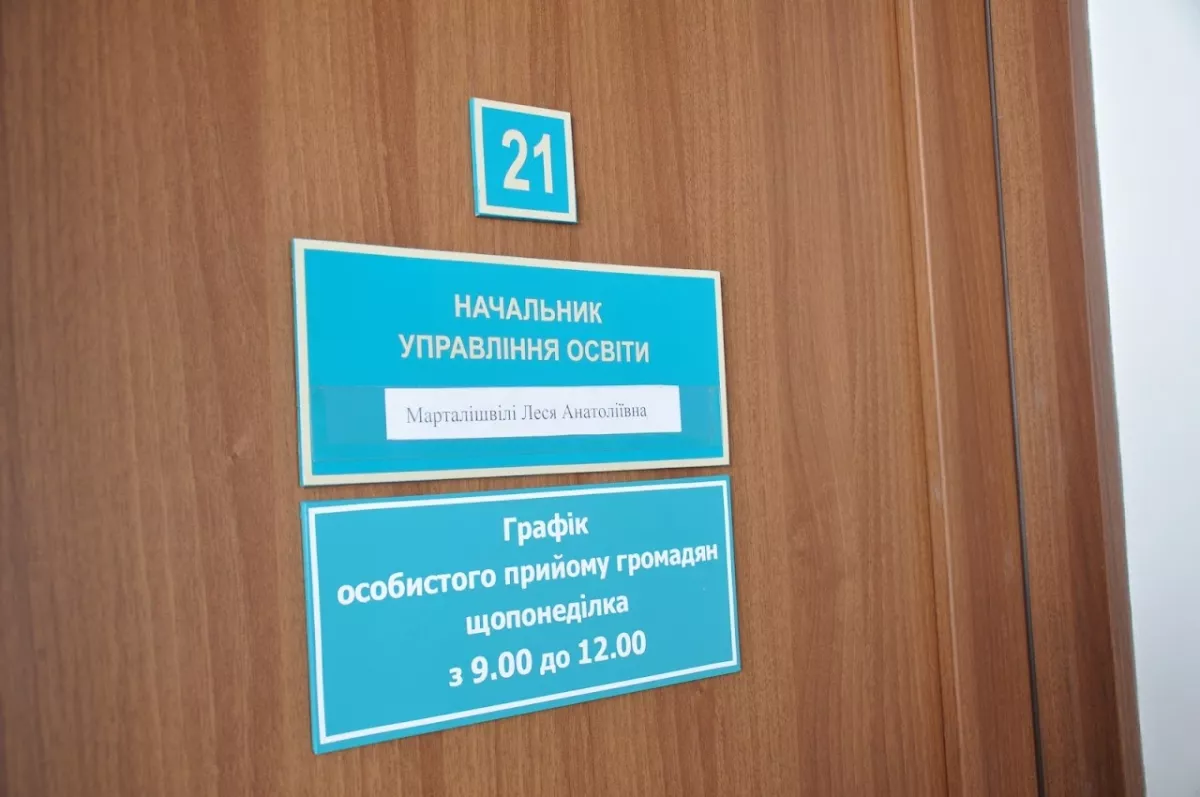 21
НАЧАЛЬНИК
УПРАВЛІННЯ ОСВІТИ
Марталішвілі Леся Анатоліївна
Графік
особистого прийому громадян
щопонеділка
з 9.00 до 12.00